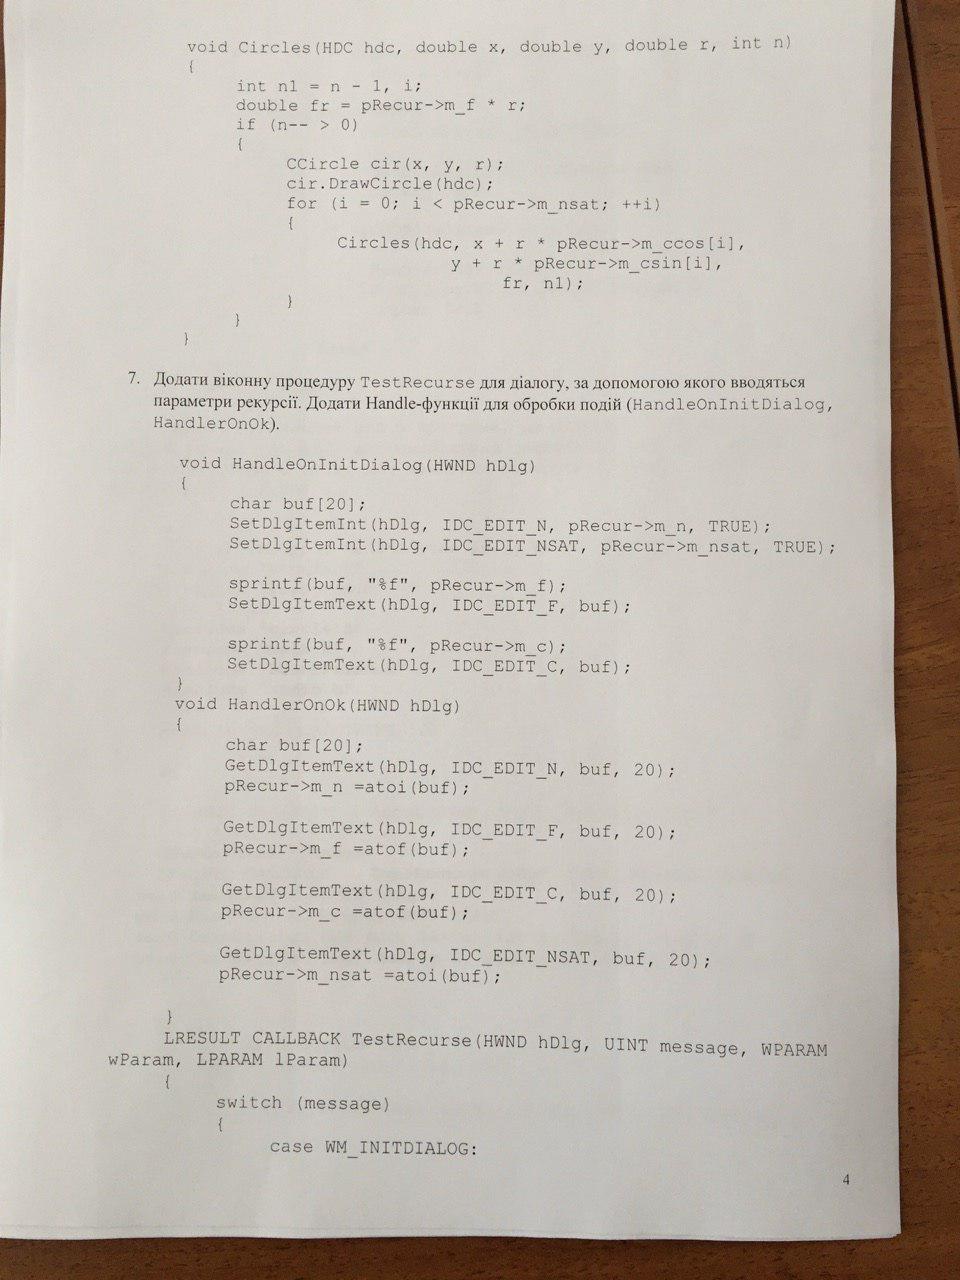 void Circles(HDC hdc, double x, double y, double r, int n)
{
int n1 = n - 1, i;
double fr = pRecur->m_f * r;
if (n-- > 0)
{
CCircle cir(x, y, r);
cir.DrawCircle(hdc);
for (i = 0; i < pRecur->m_nsat; ++i)
{
Circles(hdc, x + r * pRecur->m_ccos[i],
y + r * pRecur->m_csin[i],
fr, n1);
}
}
}
7. Додати віконну процедуру TestRecurse для діалогу, за допомогою якого вводяться
параметри рекурсії. Додати Handle-функції для обробки подій (HandleOnInitDialog,
HandlerOnOk).
void HandleOnInitDialog(HWND hDlg)
{
char buf[20];
SetDlgItemInt(hDlg, IDC_EDIT_N, pRecur->m_n, TRUE);
SetDlgItemInt(hDlg, IDC_EDIT_NSAT, pRecur->m_nsat, TRUE);
sprintf(buf, "%f", pRecur->m_f);
SetDlgItemText(hDlg, IDC_EDIT_F, buf);
sprintf(buf, "%f", pRecur->m_c);
SetDlgItemText(hDlg, IDC_EDIT_C, buf);
}
void HandlerOnOk(HWND hDlg)
{
char buf[20];
GetDlgItemText(hDlg, IDC_EDIT_N, buf, 20);
pRecur->m_n =atoi(buf);
GetDlgItemText(hDlg, IDC_EDIT_F, buf, 20);
pRecur->m_f =atof(buf);
GetDlgItemText(hDlg, IDC_EDIT_C, buf, 20);
pRecur->m_c =atof(buf);
GetDlgItemText(hDlg, IDC_EDIT_NSAT, buf, 20);
pRecur->m_nsat =atoi(buf);
}
LRESULT CALLBACK TestRecurse(HWND hDlg, UINT message, WPARAM
wParam, LPARAM lParam)
{
switch (message)
{
case WM_INITDIALOG:
4